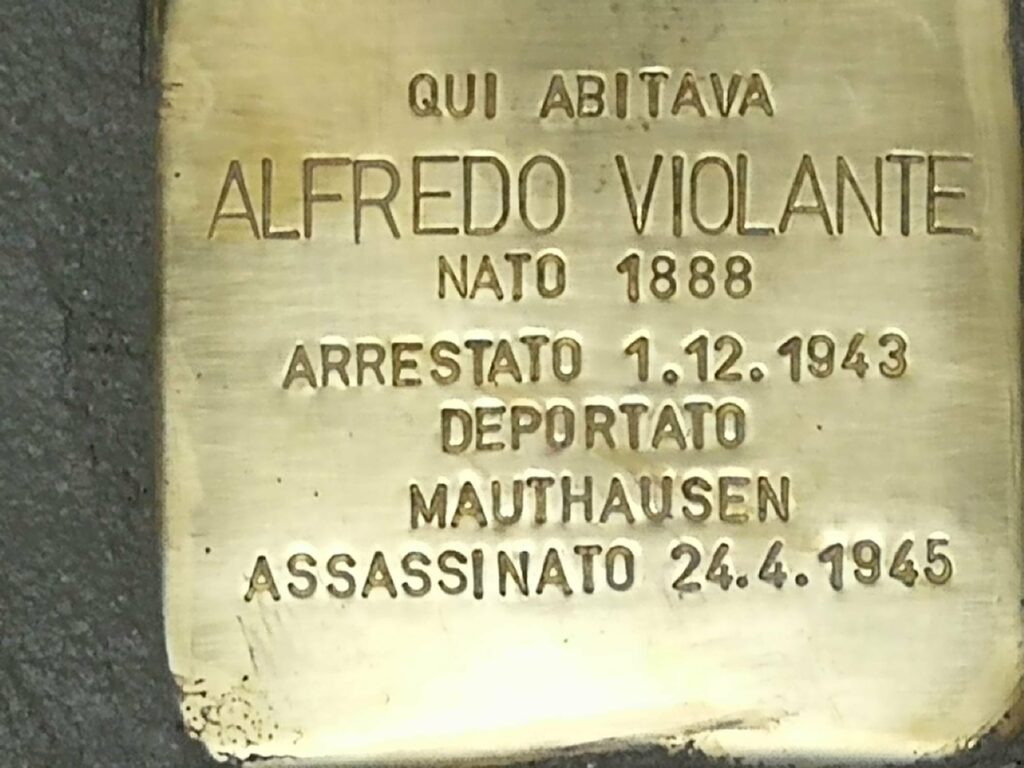 QUI ABITAVA
ALFREDO VIOLANTE
NATO 1888
ARRESTATO 1.12.1943
DEPORTATO
MAUTHAUSEN
ASSASSINATO 24.4.1945